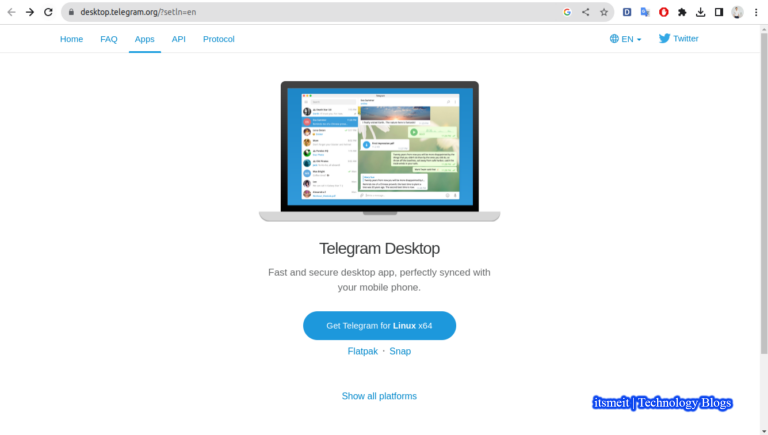 desktop.telegram.org/?setln=en
Home FAQ Apps API Protocol EN Twitter
Telegram Desktop
Fast and secure desktop app, perfectly synced with
your mobile phone.
Get Telegram for Linux x64
Flatpak · Snap
Show all platforms
itsmeit | Technology Blogs